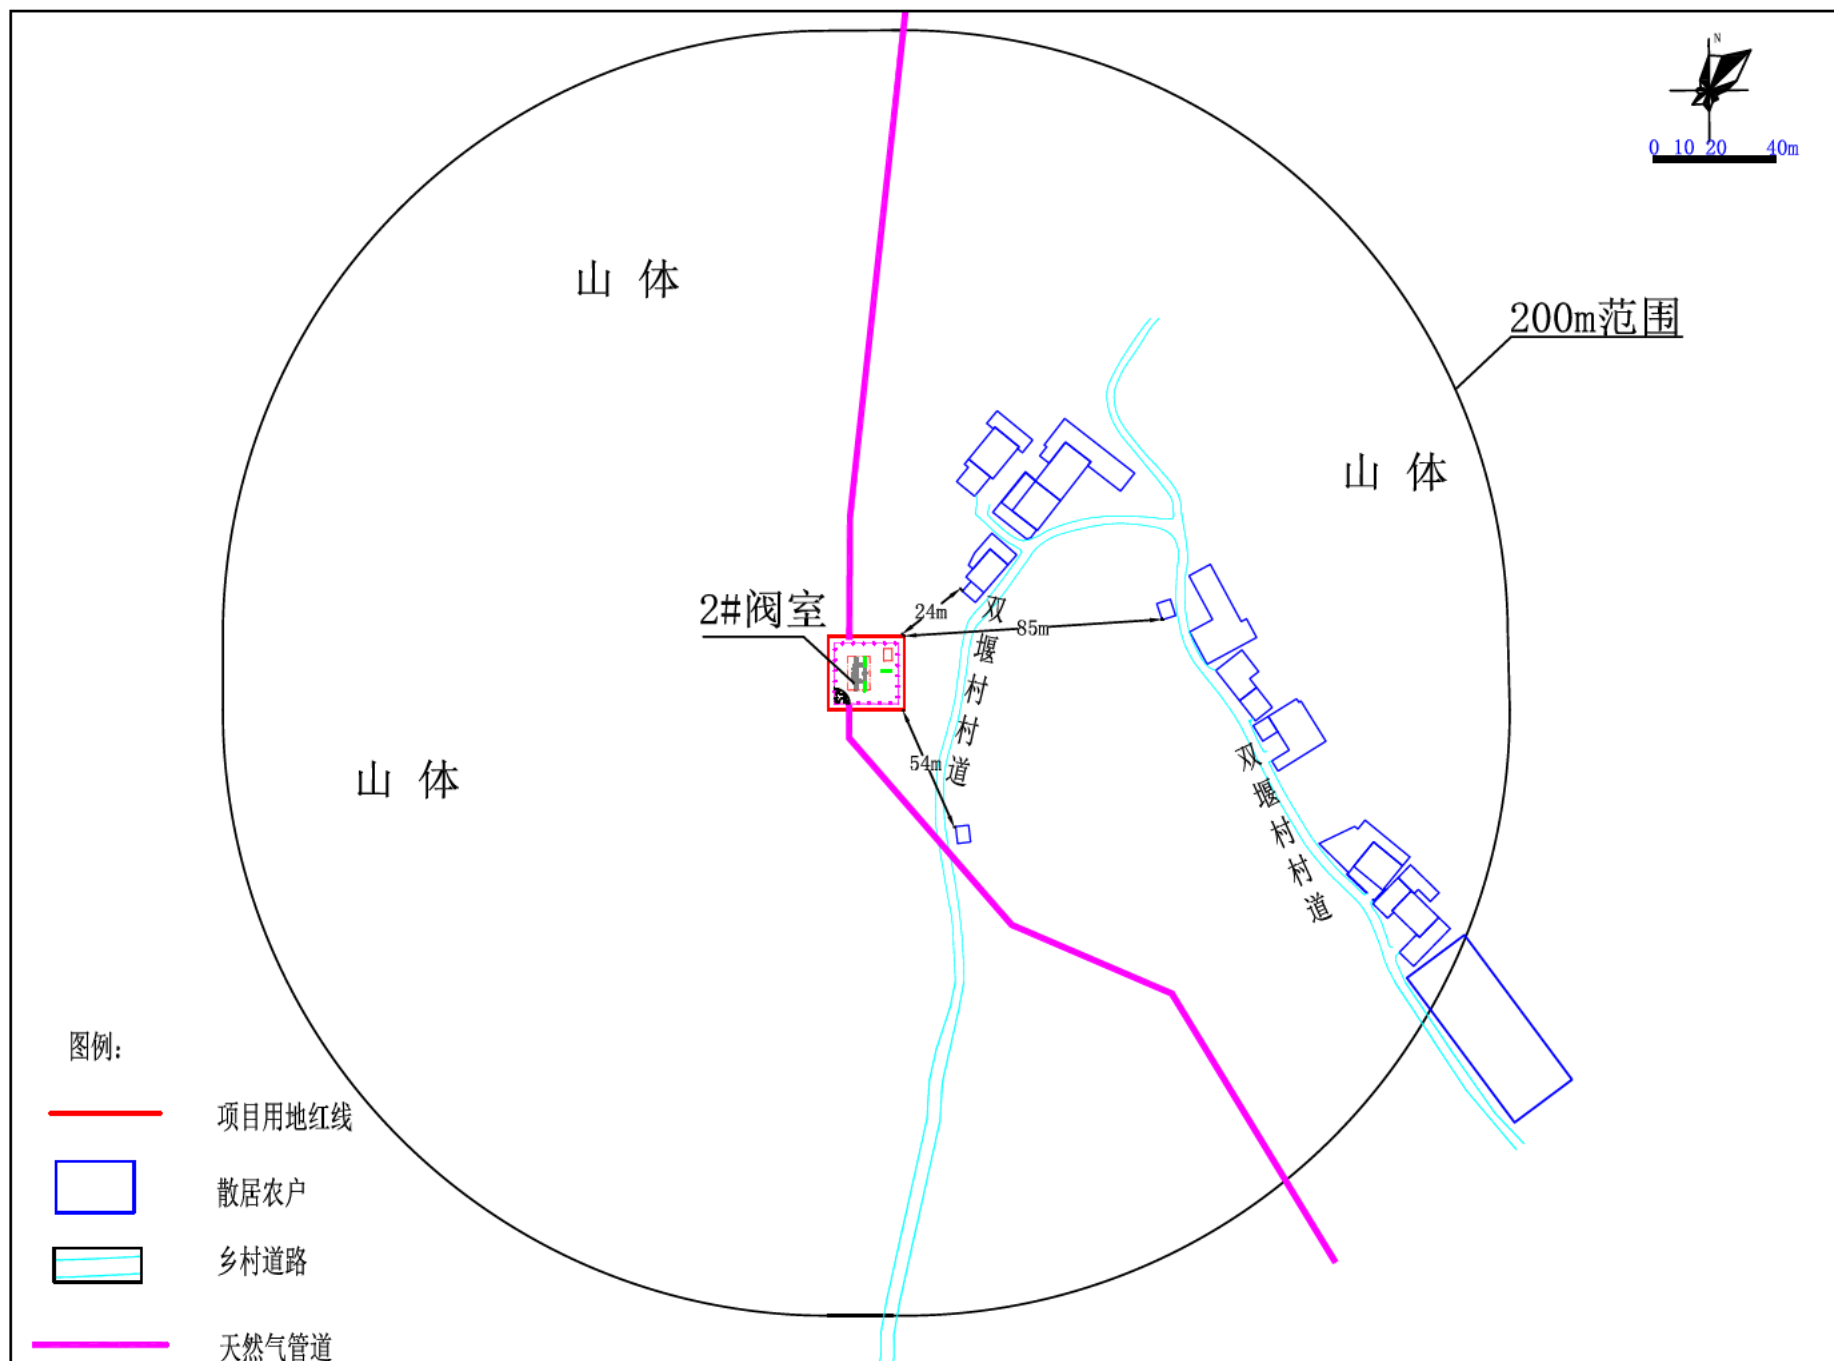 N
0 10 20 40m
山 体
200m范围
山 体
2#阀室
24m
85m
双堰村村道
54m
双堰村村道
山 体
图例：
项目用地红线
散居农户
乡村道路
天然气管道